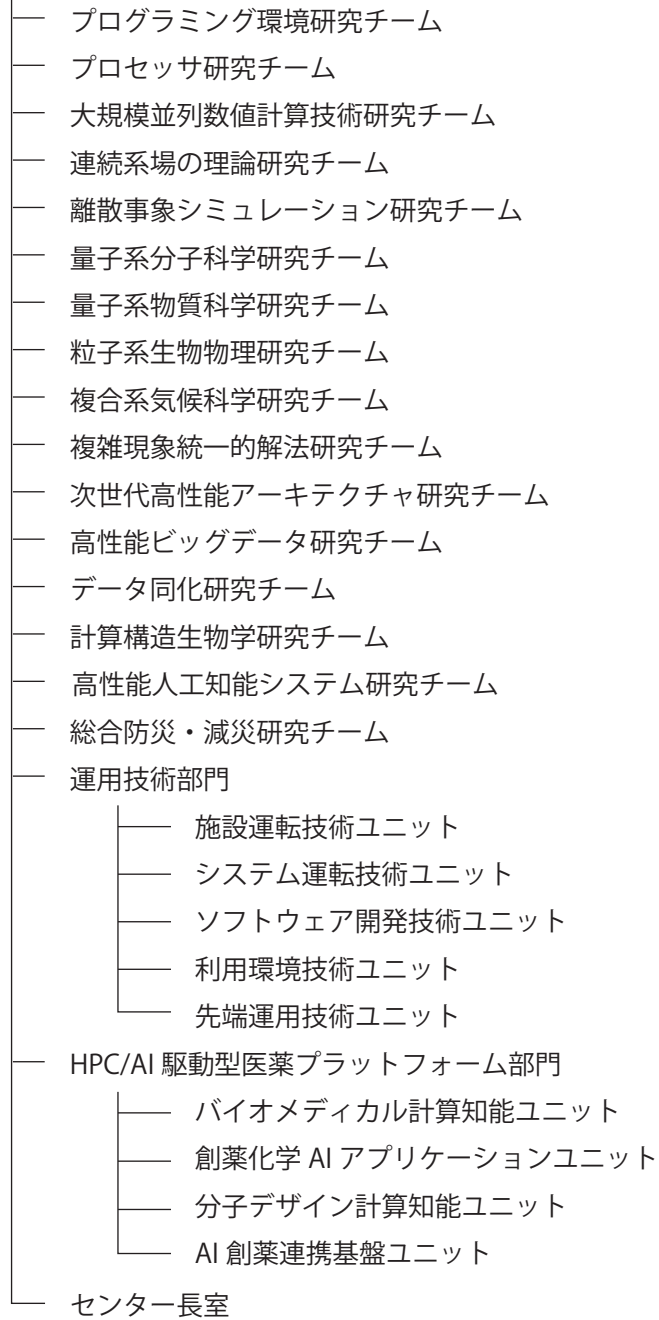 プログラミング環境研究チーム
プロセッサ研究チーム
大規模並列数値計算技術研究チーム
連続系場の理論研究チーム
離散事象シミュレーション研究チーム
量子系分子科学研究チーム
量子系物質科学研究チーム
粒子系生物物理研究チーム
複合系気候科学研究チーム
複雑現象統一的解法研究チーム
次世代高性能アーキテクチャ研究チーム
高性能ビッグデータ研究チーム
データ同化研究チーム
計算構造生物学研究チーム
高性能人工知能システム研究チーム
総合防災・減災研究チーム
運用技術部門
施設運転技術ユニット
システム運転技術ユニット
ソフトウェア開発技術ユニット
利用環境技術ユニット
先端運用技術ユニット
HPC/AI 駆動型医薬プラットフォーム部門
バイオメディカル計算知能ユニット
創薬化学 AI アプリケーションユニット
分子デザイン計算知能ユニット
AI 創薬連携基盤ユニット
センター長室